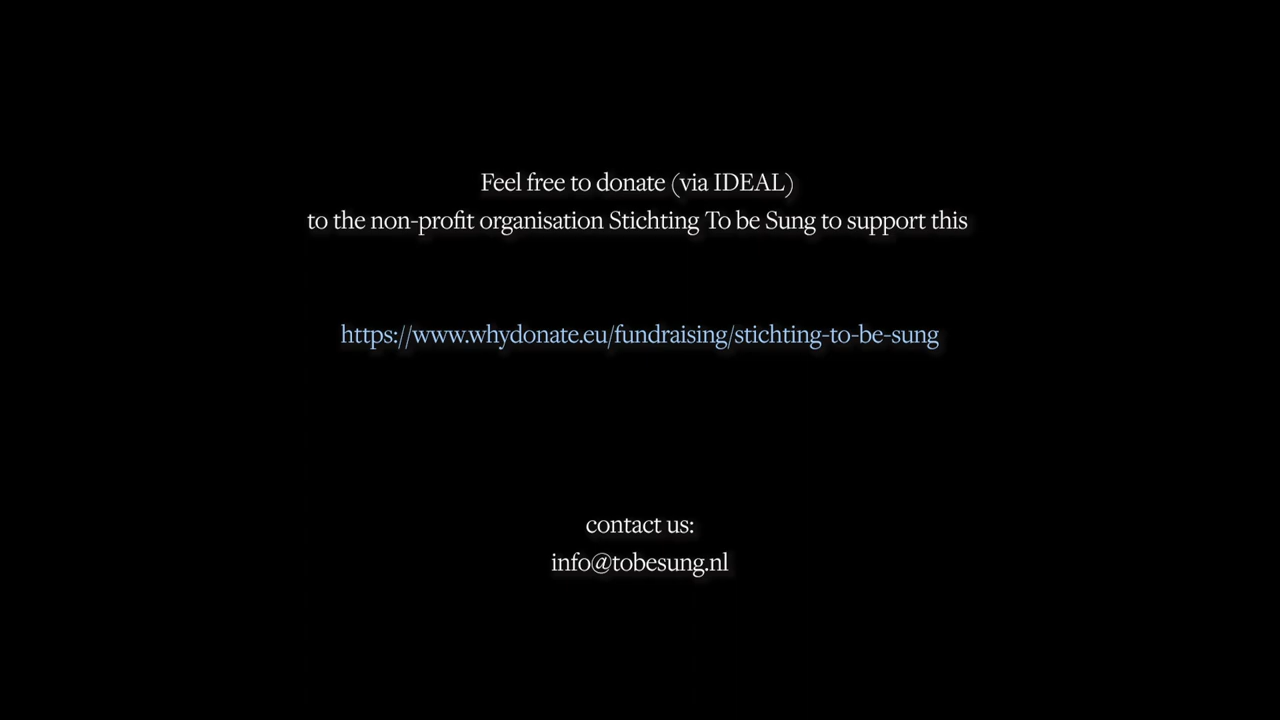 Feel free to donate (via IDEAL)
to the non-profit organisation Stichting To be Sung to support this
https://www.whydonate.eu/fundraising/stichting-to-be-sung
contact us:
info@tobesung.nl